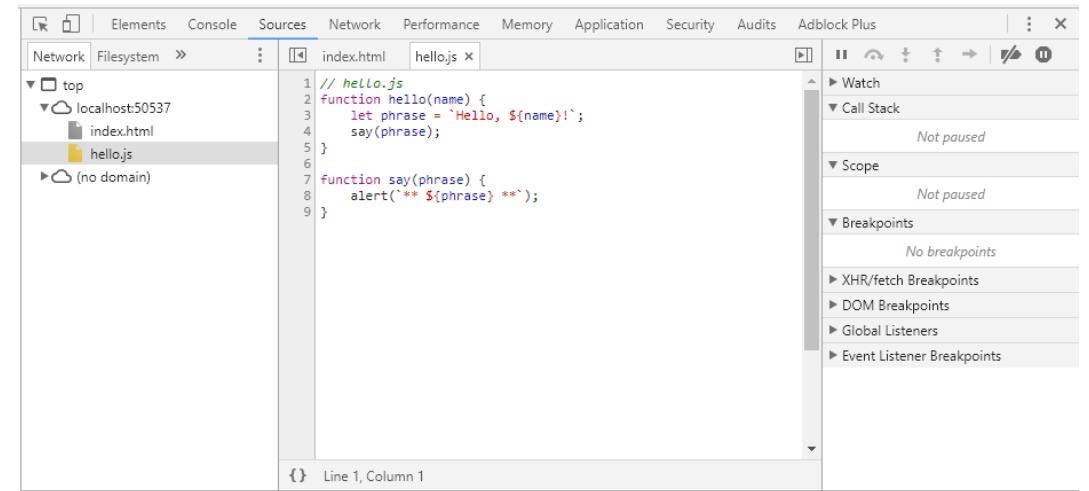 Elements Console Sources Network Performance Memory Application Security Audits Adblock Plus
Network Filesystem
top
localhost:50537
index.html
hello.js
(no domain)
index.html hello.js
1 // hello.js
2 function hello(name) {
3     let phrase = `Hello, ${name}!`;
4     say(phrase);
5 }
6
7 function say(phrase) {
8     alert(`** ${phrase} **`);
9 }
{} Line 1, Column 1
Watch
Call Stack
Not paused
Scope
Not paused
Breakpoints
No breakpoints
XHR/fetch Breakpoints
DOM Breakpoints
Global Listeners
Event Listener Breakpoints